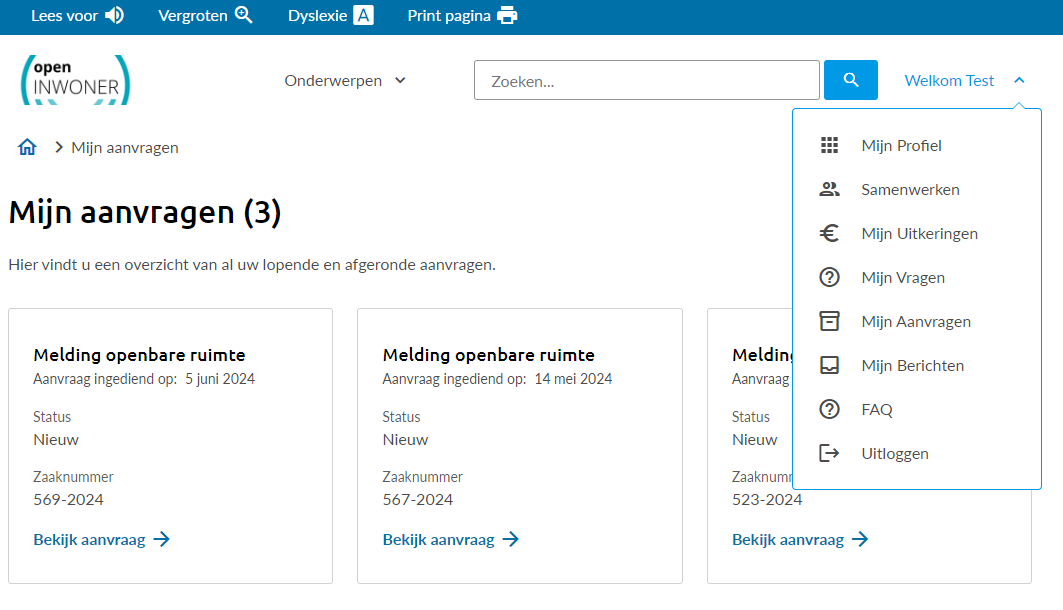 Lees voor Vergroten Dyslexie A Print pagina
open
INWONER
Onderwerpen
Zoeken...
Welkom Test
Mijn aanvragen
Mijn Profiel
Samenwerken
Mijn Uitkeringen
Mijn Vragen
Mijn Aanvragen
Mijn Berichten
FAQ
Uitloggen
Mijn aanvragen (3)
Hier vindt u een overzicht van al uw lopende en afgeronde aanvragen.
Melding openbare ruimte
Aanvraag ingediend op: 5 juni 2024
Status
Nieuw
Zaaknummer
569-2024
Bekijk aanvraag
Melding openbare ruimte
Aanvraag ingediend op: 14 mei 2024
Status
Nieuw
Zaaknummer
567-2024
Bekijk aanvraag
Aanvraag
Status
Nieuw
523-2024
Bekijk aanvraag